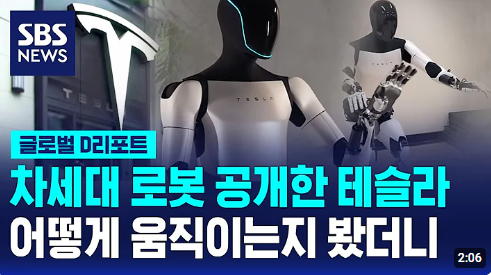 SBS
NEWS
TESLA
TESLA
글로벌 D리포트
차세대 로봇 공개한 테슬라
어떻게 움직이는지 봤더니
2:06